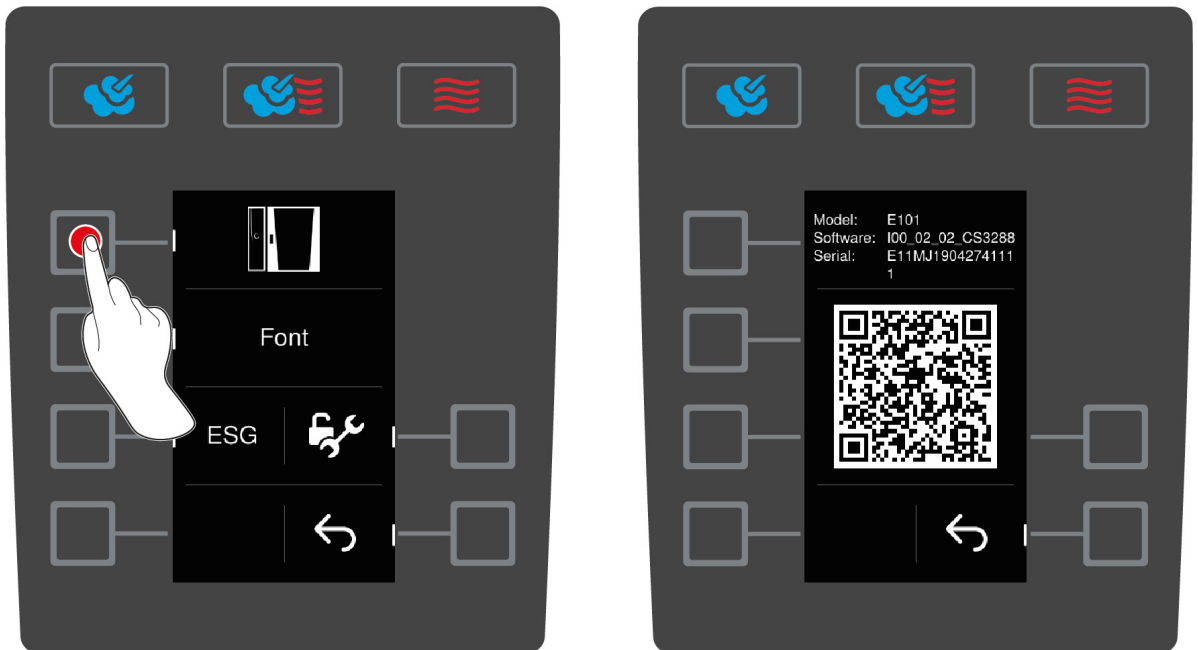 Font
ESG
Model: E101
Software: I00_02_02_CS3288
Serial: E11MJ1904274111
1